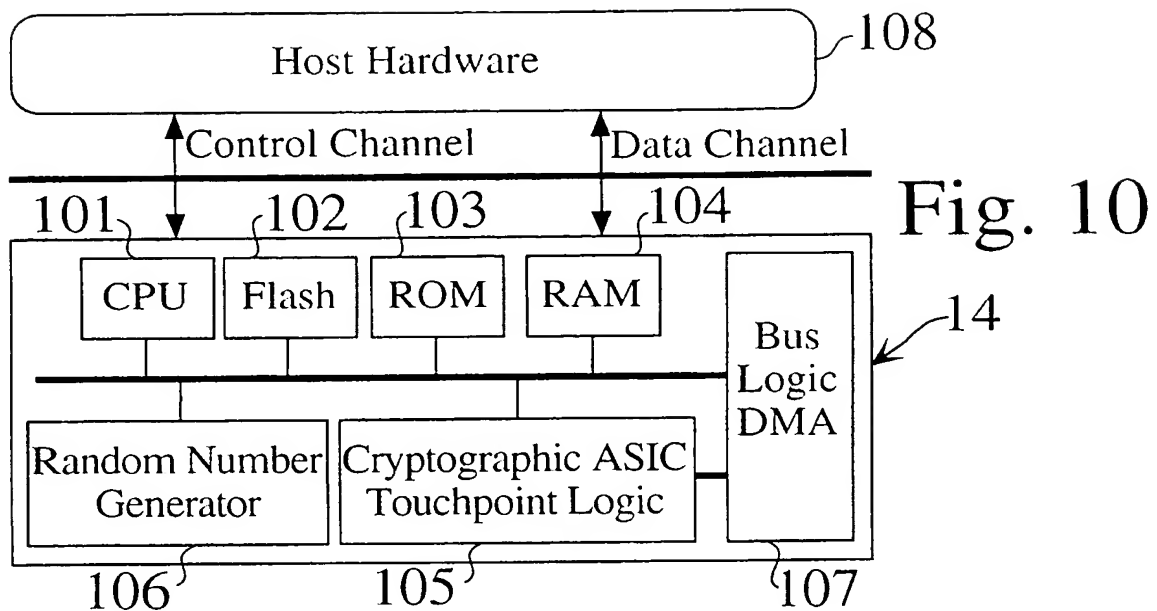 Host Hardware
108
Control Channel
Data Channel
101
102
103
104
Fig. 10
CPU
Flash
ROM
RAM
Bus
Logic
DMA
14
Random Number
Generator
Cryptographic ASIC
Touchpoint Logic
106
105
107